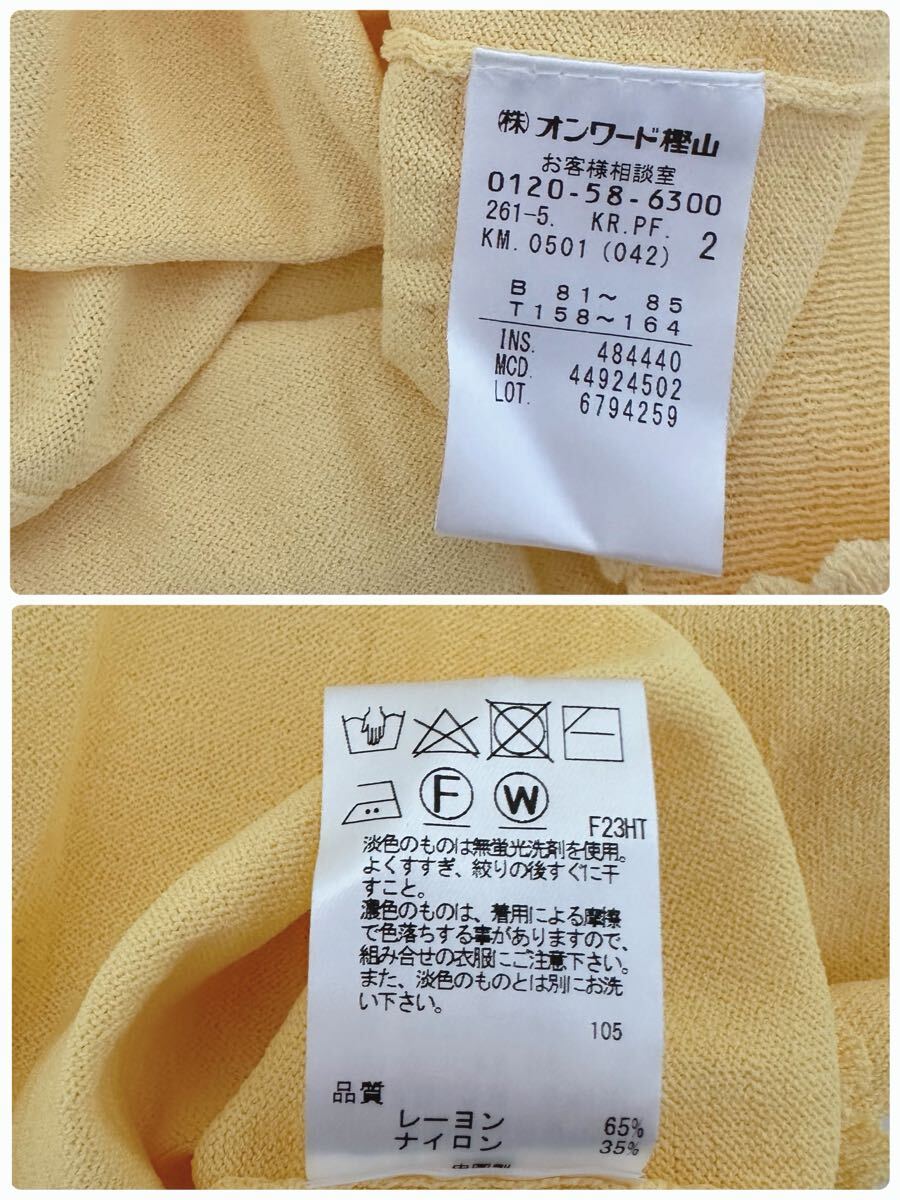 (株)オンワード樫山
お客様相談室
0120-58-6300
261-5. KR.PF. 2
KM.0501(042)
B 81〜 85
T158〜164
INS. 484440
MCD. 44924502
LOT. 6794259
F W F23HT
淡色のものは無蛍光洗剤を使用。
よくすすぎ、絞りの後すぐに干
すこと。
濃色のものは、着用による摩擦
で色落ちする事がありますので、
組み合せの衣服にご注意下さい。
また、淡色のものとは別にお洗
い下さい。
105
品質
レーヨン 65%
ナイロン 35%